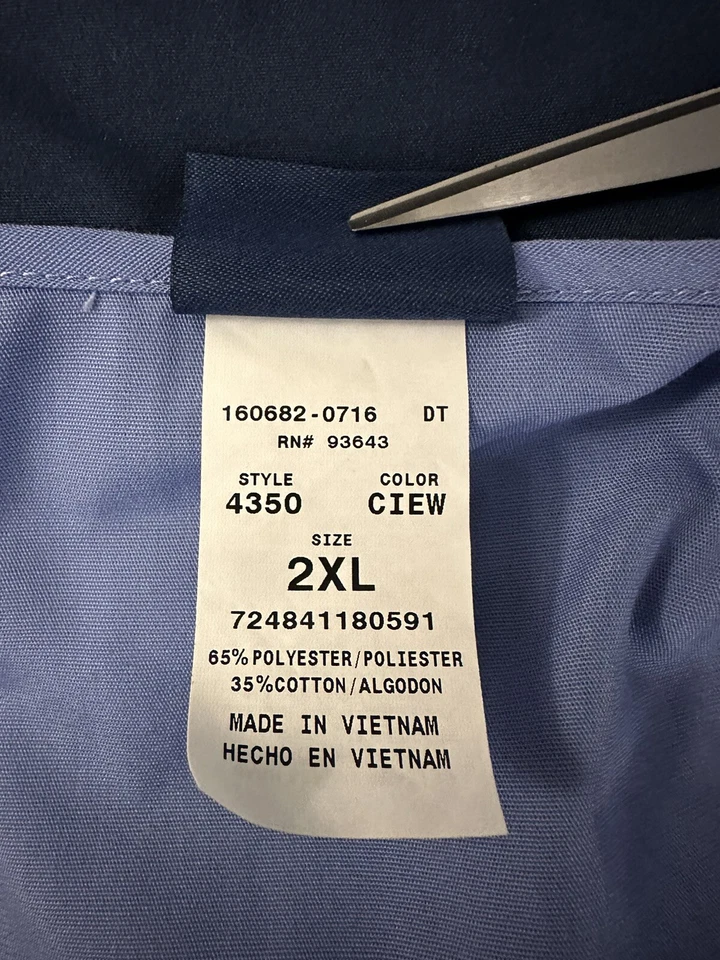 160682-0716 DT
RN# 93643
STYLE COLOR
4350 CIEW
SIZE
2XL
724841180591
65% POLYESTER/POLIESTER
35%COTTON/ALGODON
MADE IN VIETNAM
HECHO EN VIETNAM